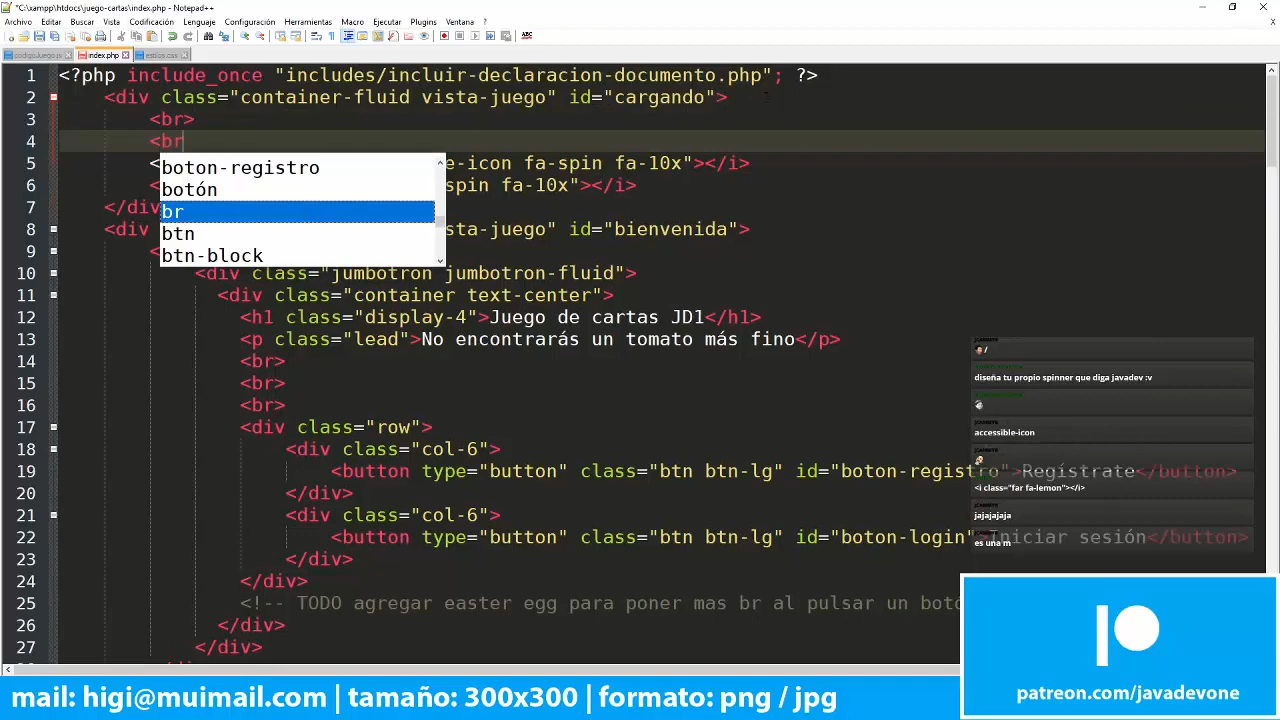 *C:\xampp\htdocs\juego-cartas\index.php - Notepad++
Archivo Editar Buscar Vista Codificación Lenguaje Configuración Herramientas Macro Ejecutar Plugins Ventana ?
codigoJuego.js index.php estilos.css
1 <?php include_once "includes/incluir-declaracion-documento.php"; ?>
2 <div class="container-fluid vista-juego" id="cargando">
3 <br>
4 <br
5 < e-icon fa-spin fa-10x"></i>
6 < spin fa-10x"></i>
7 </div
8 <div sta-juego" id="bienvenida">
9 <
10 <div class="jumbotron jumbotron-fluid">
11 <div class="container text-center">
12 <h1 class="display-4">Juego de cartas JD1</h1>
13 <p class="lead">No encontrarás un tomato más fino</p>
14 <br>
15 <br>
16 <br>
17 <div class="row">
18 <div class="col-6">
19 <button type="button" class="btn btn-lg" id="boton-registro">Regístrate</button>
20 </div>
21 <div class="col-6">
22 <button type="button" class="btn btn-lg" id="boton-login">Iniciar sesión</button>
23 </div>
24 </div>
25 <!-- TODO agregar easter egg para poner mas br al pulsar un botó
26 </div>
27 </div>
boton-registro
botón
br
btn
btn-block
/
diseña tu propio spinner que diga javadev :v
accessible-icon
<i class="far fa-lemon"></i>
jajajajaja
es una m
mail: higi@muimail.com | tamaño: 300x300 | formato: png / jpg
patreon.com/javadevone